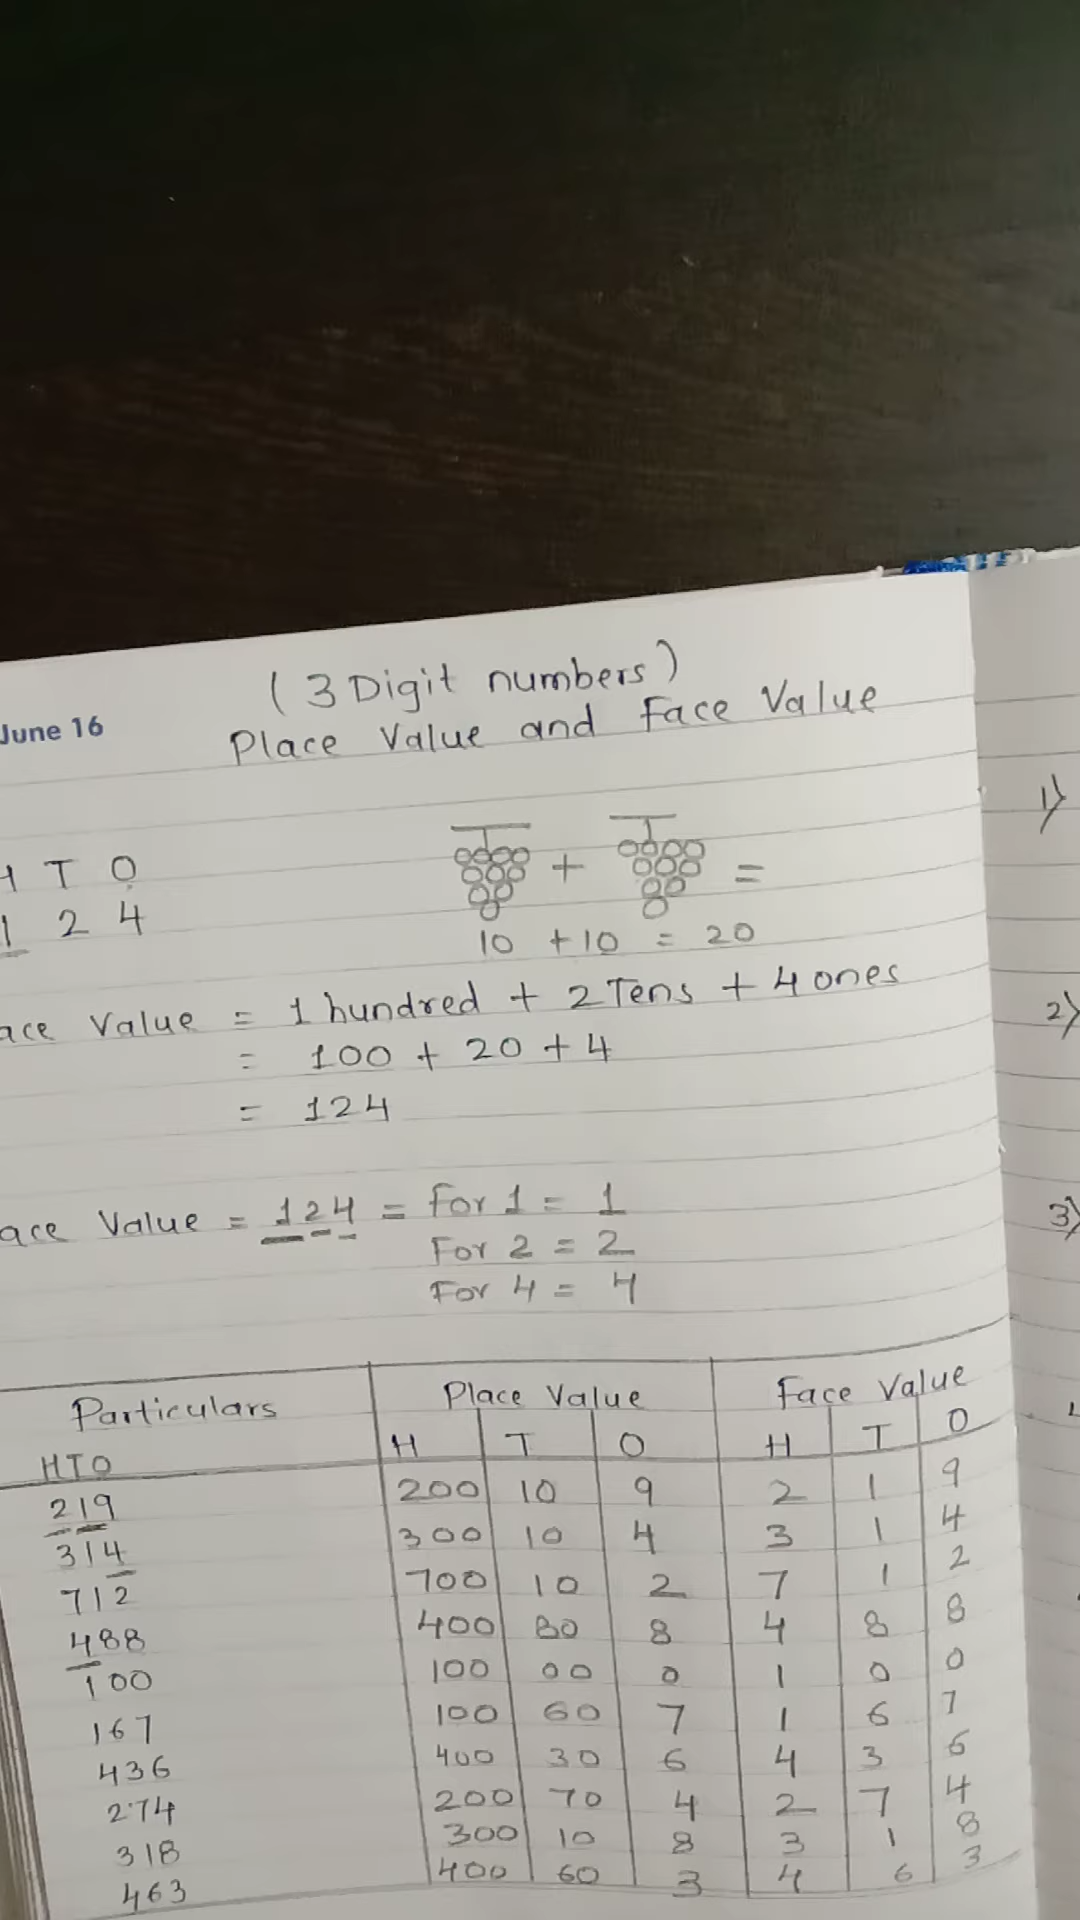 (3 Digit numbers)
June 16
Place Value and Face Value
H T O
1 2 4
+ =
10 + 10 = 20
ace Value = 1 hundred + 2 Tens + 4 ones
= 100 + 20 + 4
= 124
ace Value = 124 = For 1 = 1
For 2 = 2
For 4 = 4
Particulars Place Value Face Value
HTO H T O H T O
219 200 10 9 2 1 9
314 300 10 4 3 1 4
712 700 10 2 7 1 2
488 400 80 8 4 8 8
100 100 00 0 1 0 0
167 100 60 7 1 6 7
436 400 30 6 4 3 6
274 200 70 4 2 7 4
318 300 10 8 3 1 8
463 400 60 3 4 6 3
1)
2)
3)